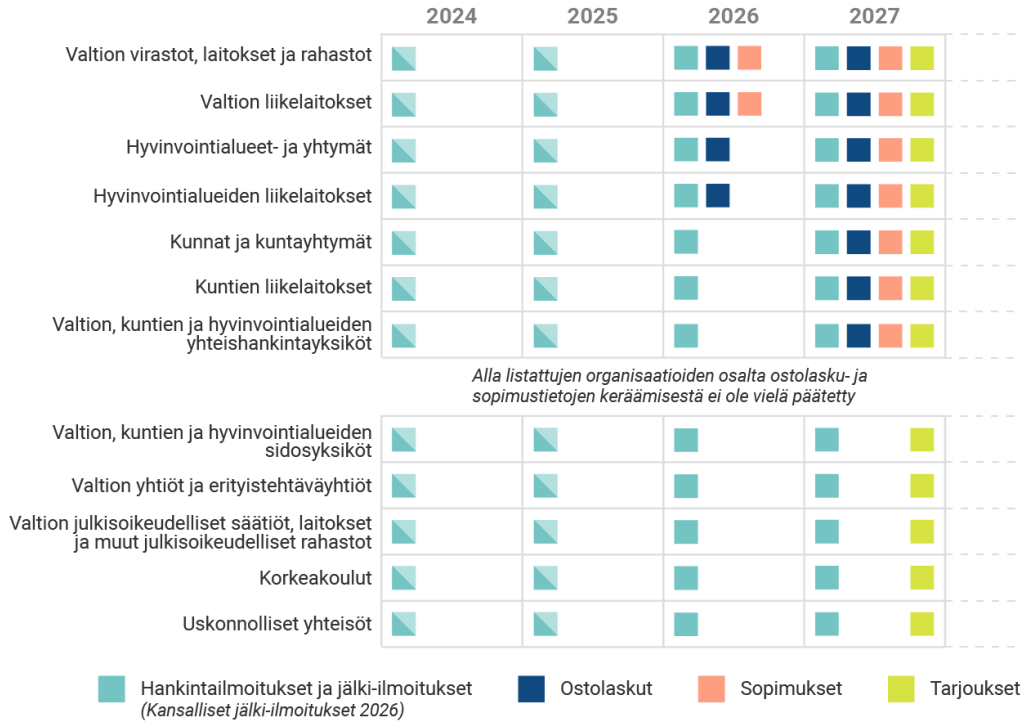 2024 2025 2026 2027
Valtion virastot, laitokset ja rahastot
Valtion liikelaitokset
Hyvinvointialueet- ja yhtymät
Hyvinvointialueiden liikelaitokset
Kunnat ja kuntayhtymät
Kuntien liikelaitokset
Valtion, kuntien ja hyvinvointialueiden
yhteishankintayksiköt
Alla listattujen organisaatioiden osalta ostolasku- ja
sopimustietojen keräämisestä ei ole vielä päätetty
Valtion, kuntien ja hyvinvointialueiden
sidosyksiköt
Valtion yhtiöt ja erityistehtäväyhtiöt
Valtion julkisoikeudelliset säätiöt, laitokset
ja muut julkisoikeudelliset rahastot
Korkeakoulut
Uskonnolliset yhteisöt
Hankintailmoitukset ja jälki-ilmoitukset Ostolaskut Sopimukset Tarjoukset
(Kansalliset jälki-ilmoitukset 2026)